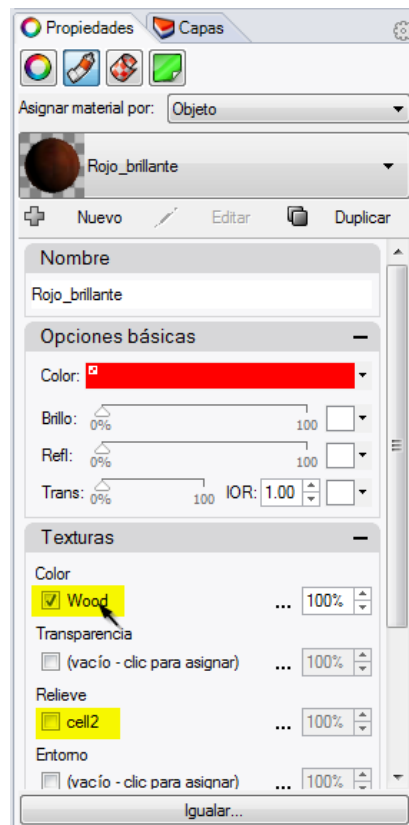 Propiedades Capas
Asignar material por: Objeto
Rojo_brillante
Nuevo Editar Duplicar
Nombre
Rojo_brillante
Opciones básicas
Color:
Brillo: 0% 100
Refl: 0% 100
Trans: 0% 100 IOR: 1.00
Texturas
Color
Wood ... 100%
Transparencia
(vacío - clic para asignar) ... 100%
Relieve
cell2 ... 100%
Entorno
(vacío - clic para asignar) ... 100%
Igualar...